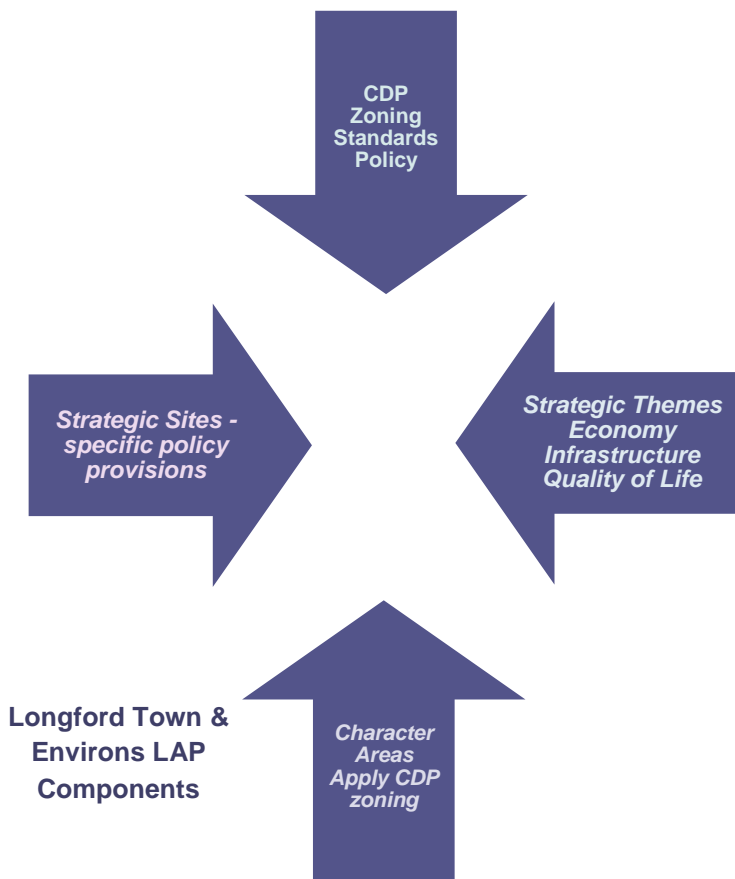 CDP
Zoning
Standards
Policy
Strategic Sites -
specific policy
provisions
Strategic Themes
Economy
Infrastructure
Quality of Life
Longford Town &
Environs LAP
Components
Character
Areas
Apply CDP
zoning